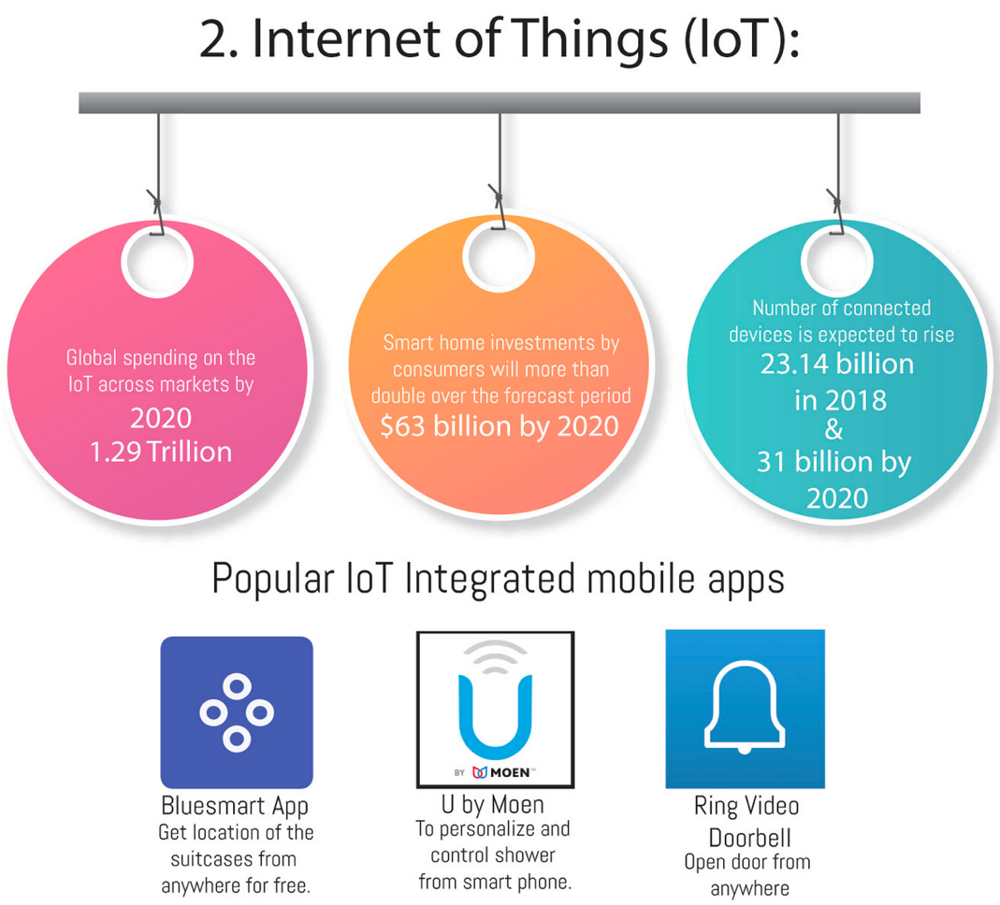 2. Internet of Things (IoT):
Global spending on the
IoT across markets by
2020
1.29 Trillion
Smart home investments by
consumers will more than
double over the forecast period
$63 billion by 2020
Number of connected
devices is expected to rise
23.14 billion
in 2018
&
31 billion by
2020
Popular IoT Integrated mobile apps
BY MOEN
Bluesmart App
Get location of the
suitcases from
anywhere for free.
U by Moen
To personalize and
control shower
from smart phone.
Ring Video
Doorbell
Open door from
anywhere